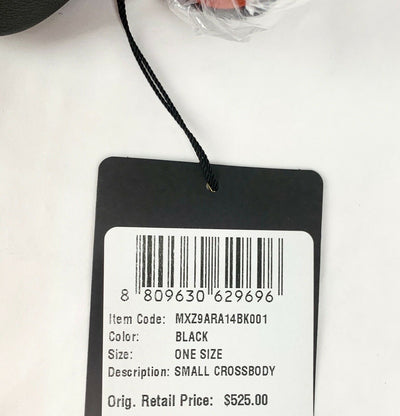 8 809630 629696
Item Code: MXZ9ARA14BK001
Color: BLACK
Size: ONE SIZE
Description: SMALL CROSSBODY
Orig. Retail Price: $525.00